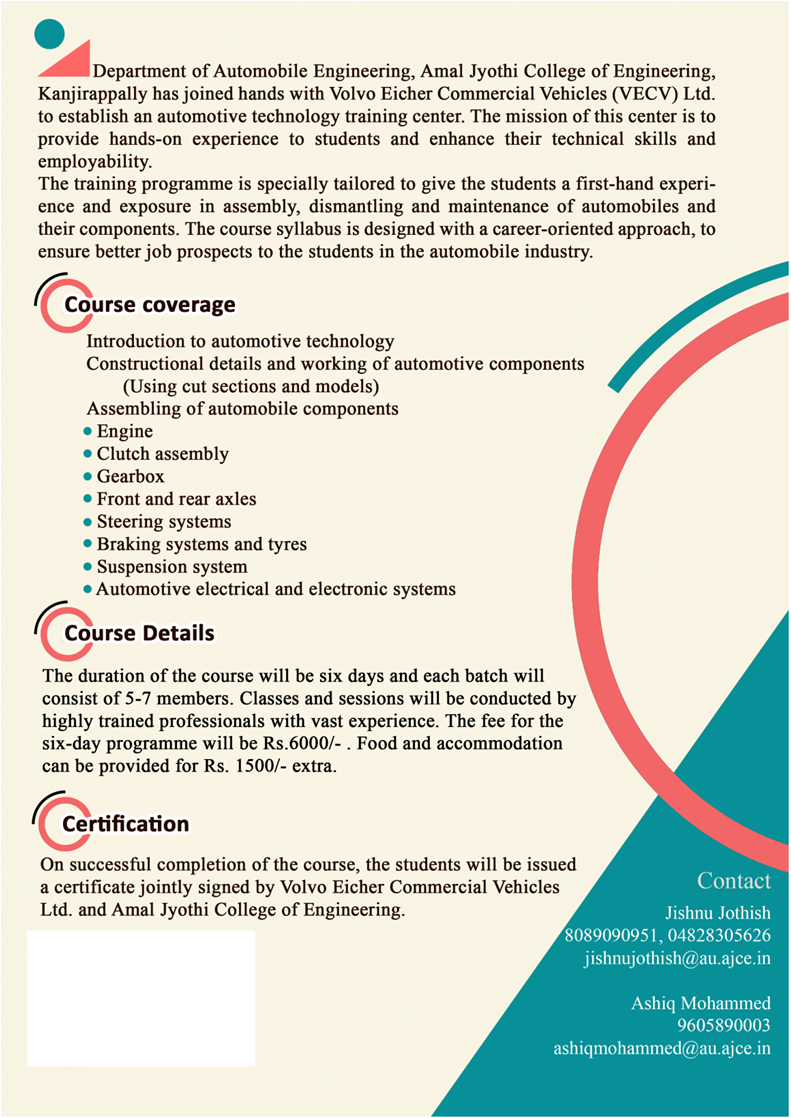 Department of Automobile Engineering, Amal Jyothi College of Engineering,
Kanjirappally has joined hands with Volvo Eicher Commercial Vehicles (VECV) Ltd.
to establish an automotive technology training center. The mission of this center is to
provide hands-on experience to students and enhance their technical skills and
employability.
The training programme is specially tailored to give the students a first-hand experi-
ence and exposure in assembly, dismantling and maintenance of automobiles and
their components. The course syllabus is designed with a career-oriented approach, to
ensure better job prospects to the students in the automobile industry.
Course coverage
Introduction to automotive technology
Constructional details and working of automotive components
(Using cut sections and models)
Assembling of automobile components
• Engine
• Clutch assembly
• Gearbox
• Front and rear axles
• Steering systems
• Braking systems and tyres
• Suspension system
• Automotive electrical and electronic systems
Course Details
The duration of the course will be six days and each batch will
consist of 5-7 members. Classes and sessions will be conducted by
highly trained professionals with vast experience. The fee for the
six-day programme will be Rs.6000/- . Food and accommodation
can be provided for Rs. 1500/- extra.
Certification
On successful completion of the course, the students will be issued
a certificate jointly signed by Volvo Eicher Commercial Vehicles
Ltd. and Amal Jyothi College of Engineering.
Contact
Jishnu Jothish
8089090951, 04828305626
jishnujothish@au.ajce.in
Ashiq Mohammed
9605890003
ashiqmohammed@au.ajce.in